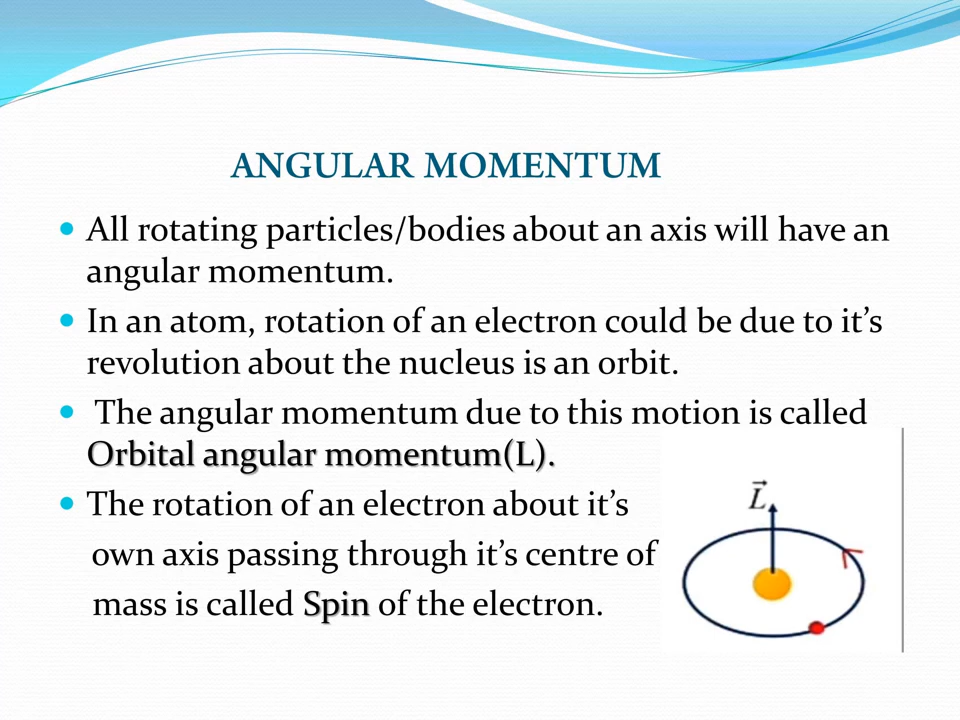 ANGULAR MOMENTUM
All rotating particles/bodies about an axis will have an
angular momentum.
In an atom, rotation of an electron could be due to it’s
revolution about the nucleus is an orbit.
The angular momentum due to this motion is called
Orbital angular momentum(L).
The rotation of an electron about it’s
own axis passing through it’s centre of
mass is called Spin of the electron.
L⃗